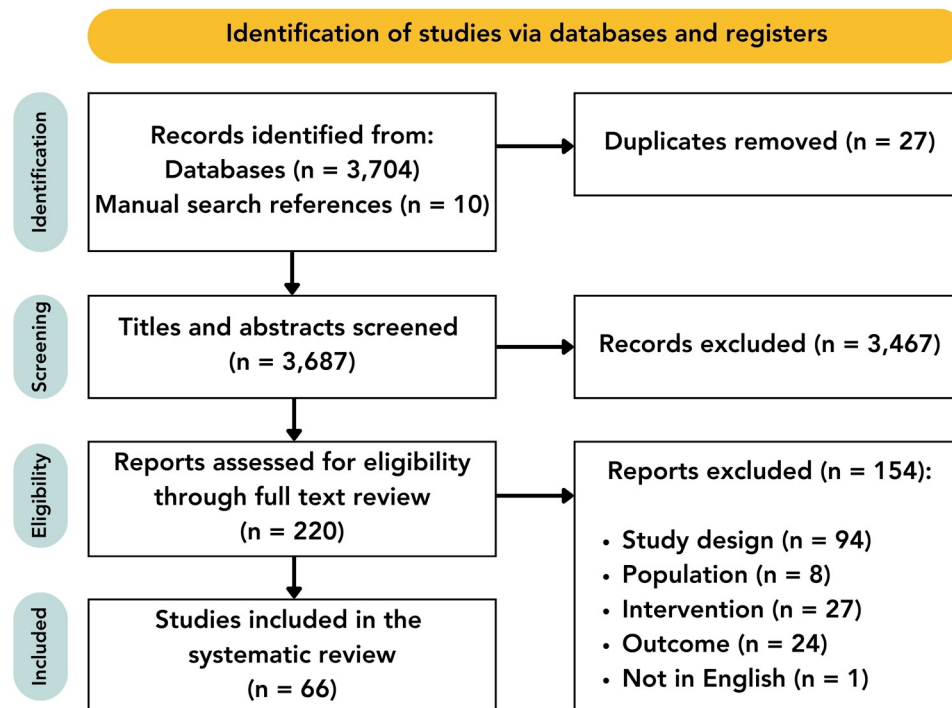 Identification of studies via databases and registers
Identification
Records identified from:
Databases (n = 3,704)
Manual search references (n = 10)
Duplicates removed (n = 27)
Screening
Titles and abstracts screened
(n = 3,687)
Records excluded (n = 3,467)
Eligibility
Reports assessed for eligibility
through full text review
(n = 220)
Reports excluded (n = 154):
• Study design (n = 94)
• Population (n = 8)
• Intervention (n = 27)
• Outcome (n = 24)
• Not in English (n = 1)
Included
Studies included in the
systematic review
(n = 66)